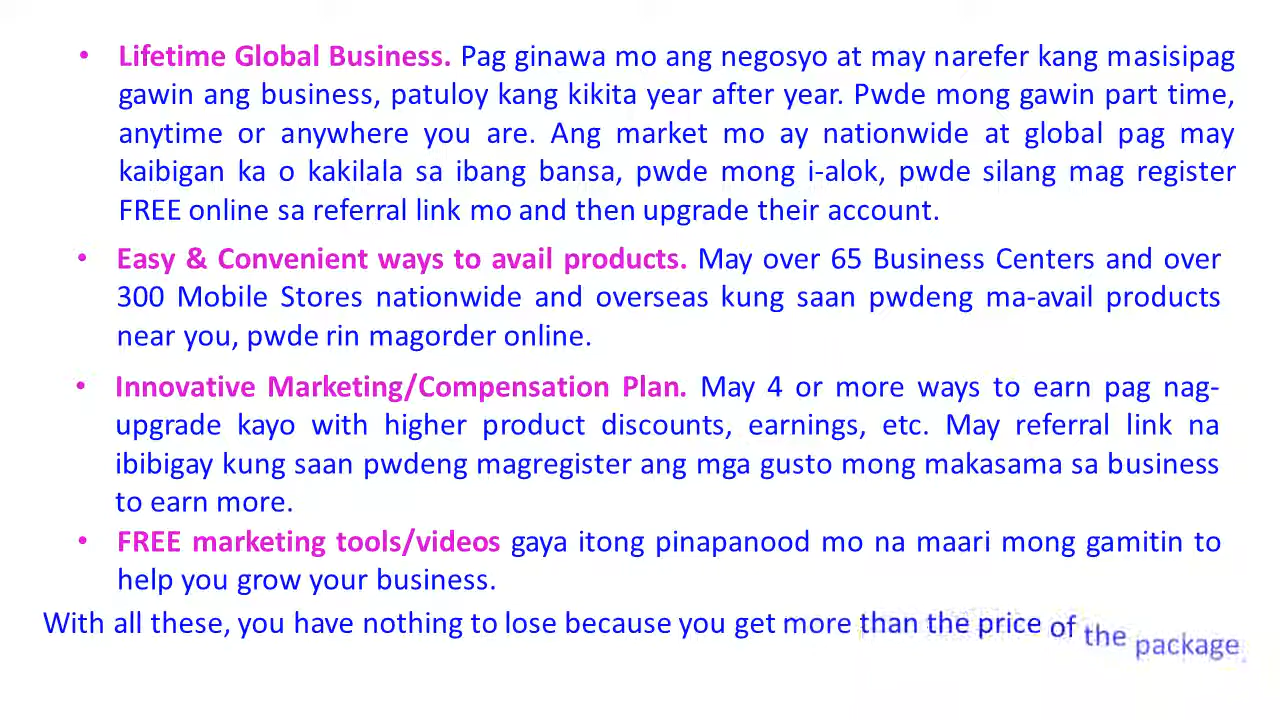 • Lifetime Global Business. Pag ginawa mo ang negosyo at may narefer kang masisipag
gawin ang business, patuloy kang kikita year after year. Pwde mong gawin part time,
anytime or anywhere you are. Ang market mo ay nationwide at global pag may
kaibigan ka o kakilala sa ibang bansa, pwde mong i-alok, pwde silang mag register
FREE online sa referral link mo and then upgrade their account.
• Easy & Convenient ways to avail products. May over 65 Business Centers and over
300 Mobile Stores nationwide and overseas kung saan pwdeng ma-avail products
near you, pwde rin magorder online.
• Innovative Marketing/Compensation Plan. May 4 or more ways to earn pag nag-
upgrade kayo with higher product discounts, earnings, etc. May referral link na
ibibigay kung saan pwdeng magregister ang mga gusto mong makasama sa business
to earn more.
• FREE marketing tools/videos gaya itong pinapanood mo na maari mong gamitin to
help you grow your business.
With all these, you have nothing to lose because you get more than the price of the package.